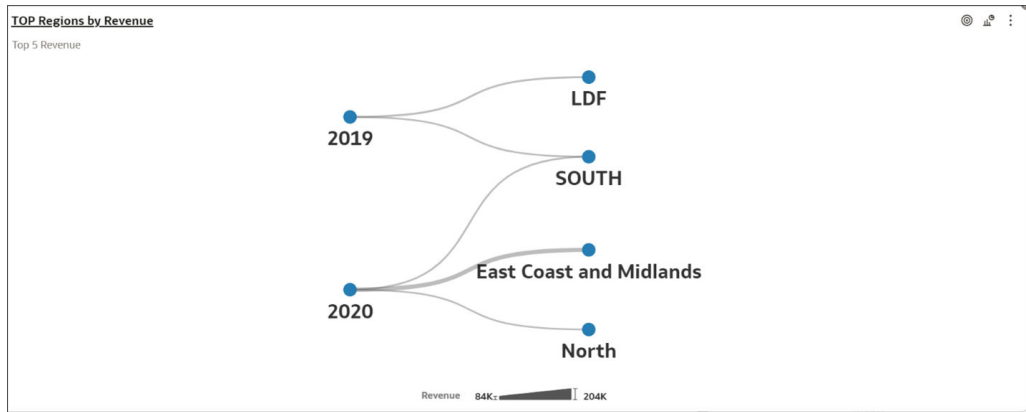 TOP Regions by Revenue
Top 5 Revenue
LDF
2019
SOUTH
East Coast and Midlands
2020
North
Revenue 84K 204K